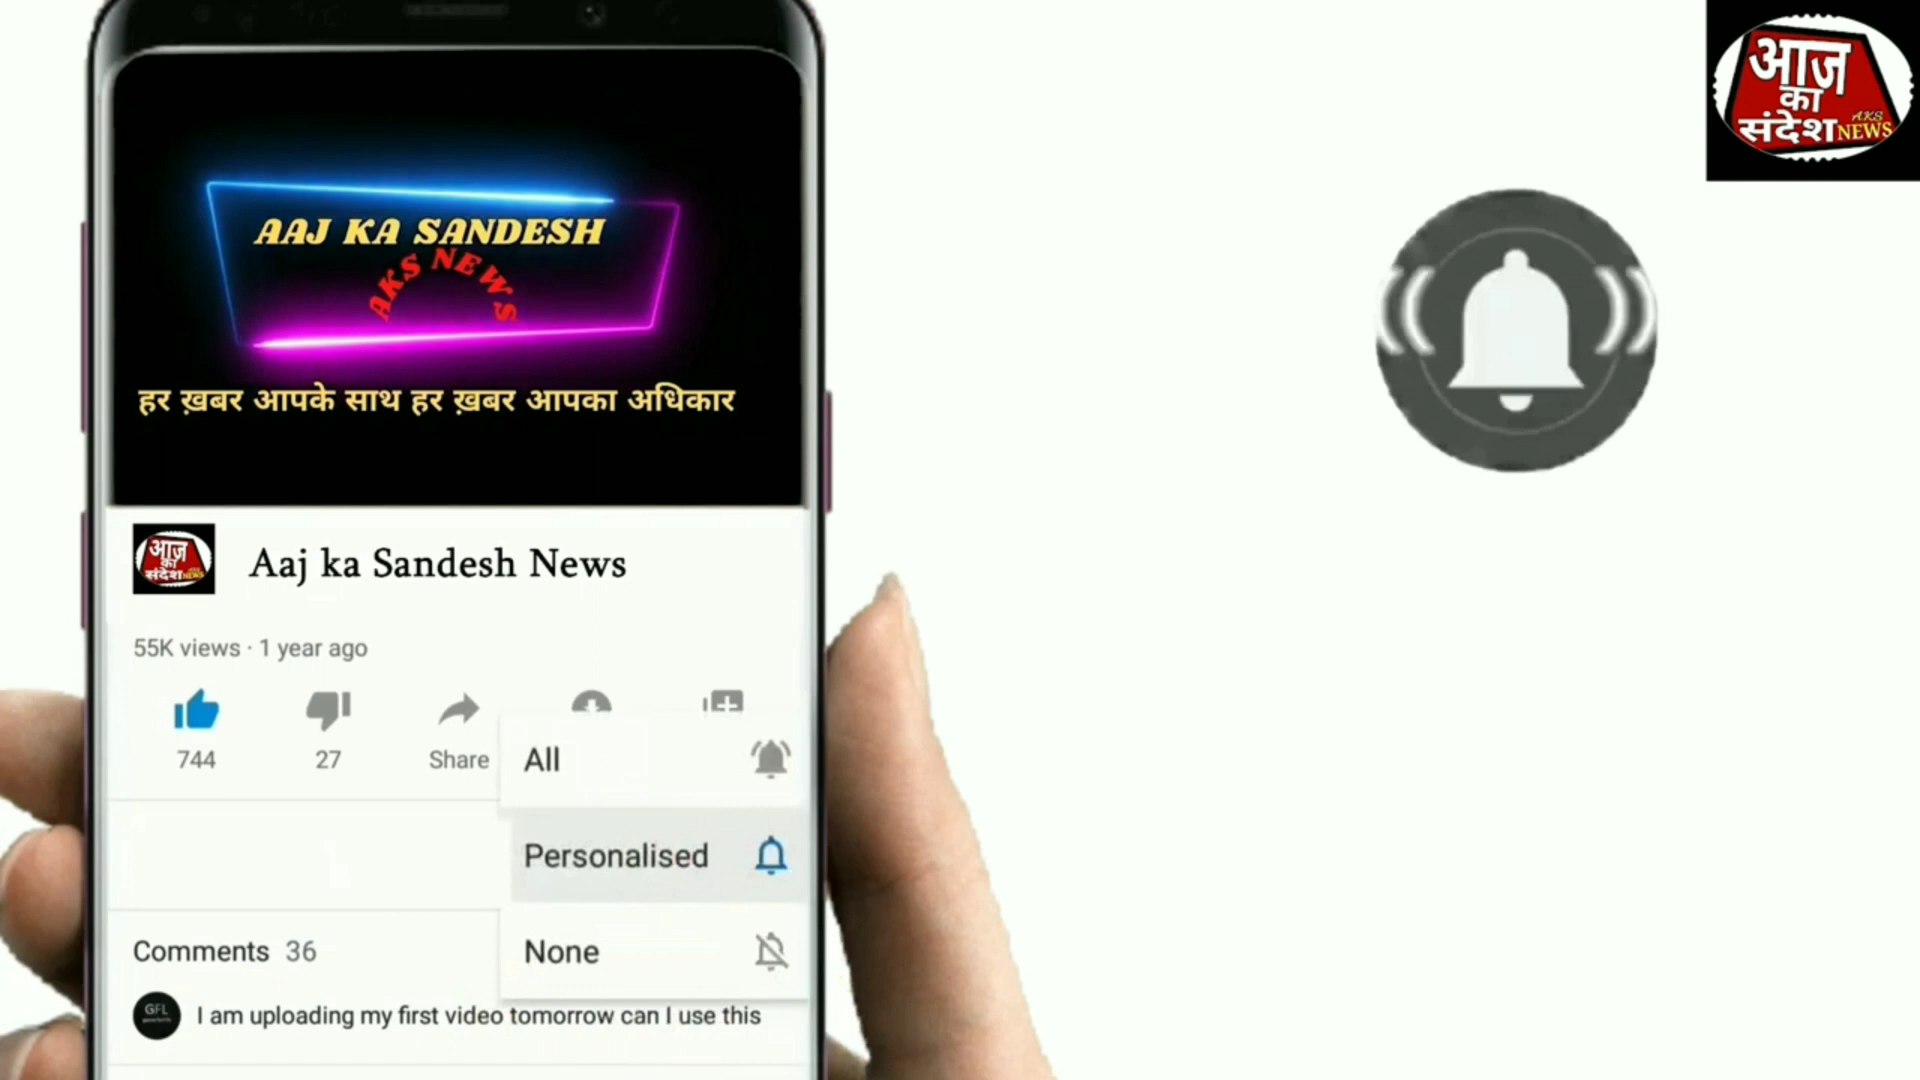 AAJ KA SANDESH
AKS NEWS
हर ख़बर आपके साथ हर ख़बर आपका अधिकार
आज़
का
संदेश
AKS
NEWS
आज़
का
संदेश
Aaj ka Sandesh News
55K views · 1 year ago
744
27
Share
All
Personalised
None
Comments 36
GFL
I am uploading my first video tomorrow can I use this